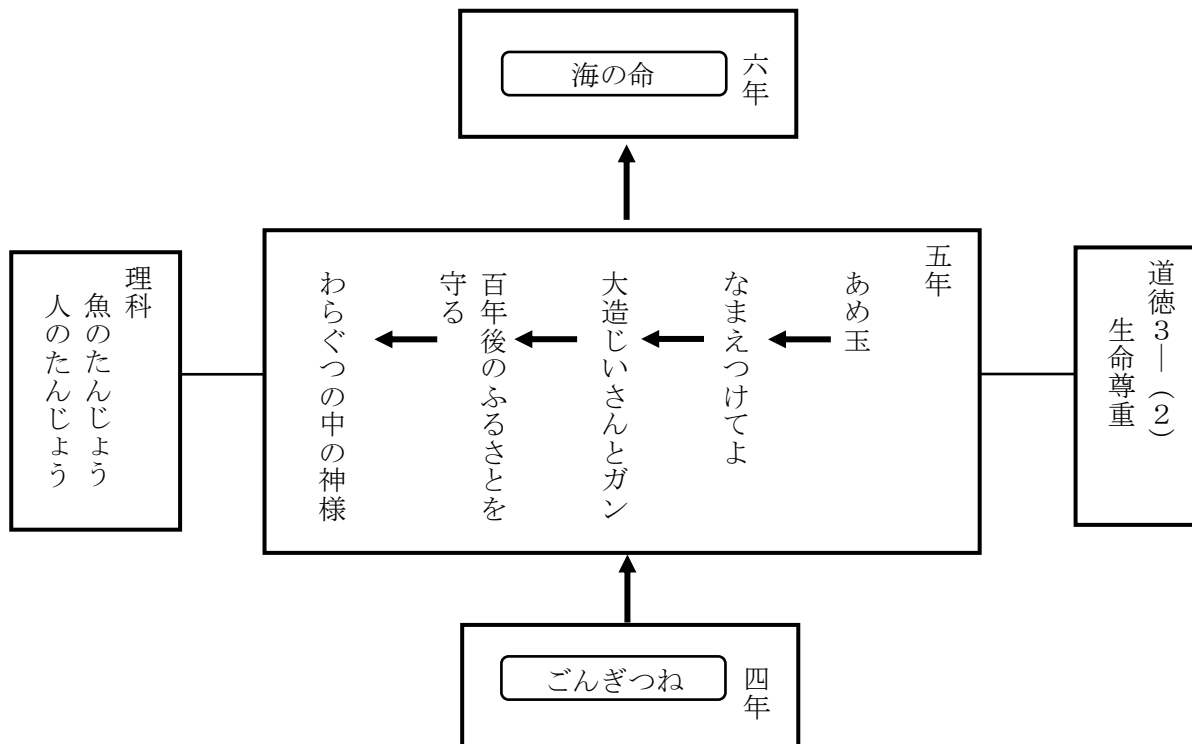 六年
海の命
道徳３―（２）
生命尊重
五年
あめ玉
なまえつけてよ
大造じいさんとガン
百年後のふるさとを
守る
わらぐつの中の神様
理科
魚のたんじょう
人のたんじょう
四年
ごんぎつね